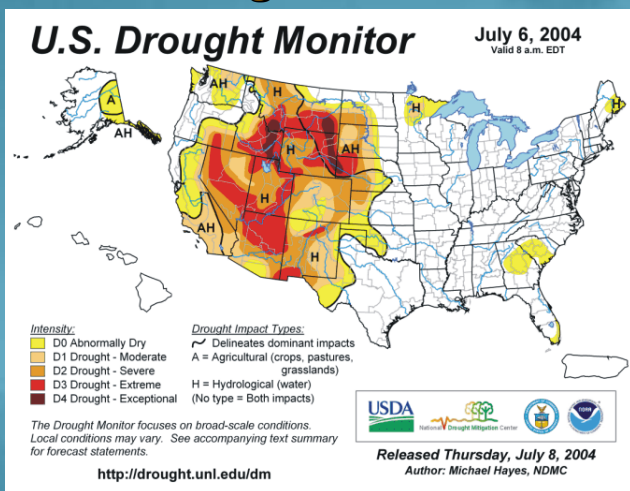 U.S. Drought Monitor
July 6, 2004
Valid 8 a.m. EDT
A
AH
AH
H
H
AH
H
AH
H
H
H
Intensity:
D0 Abnormally Dry
D1 Drought - Moderate
D2 Drought - Severe
D3 Drought - Extreme
D4 Drought - Exceptional
Drought Impact Types:
Delineates dominant impacts
A = Agricultural (crops, pastures,
grasslands)
H = Hydrological (water)
(No type = Both impacts)
The Drought Monitor focuses on broad-scale conditions.
Local conditions may vary. See accompanying text summary
for forecast statements.
http://drought.unl.edu/dm
USDA
National Drought Mitigation Center
NOAA
Released Thursday, July 8, 2004
Author: Michael Hayes, NDMC